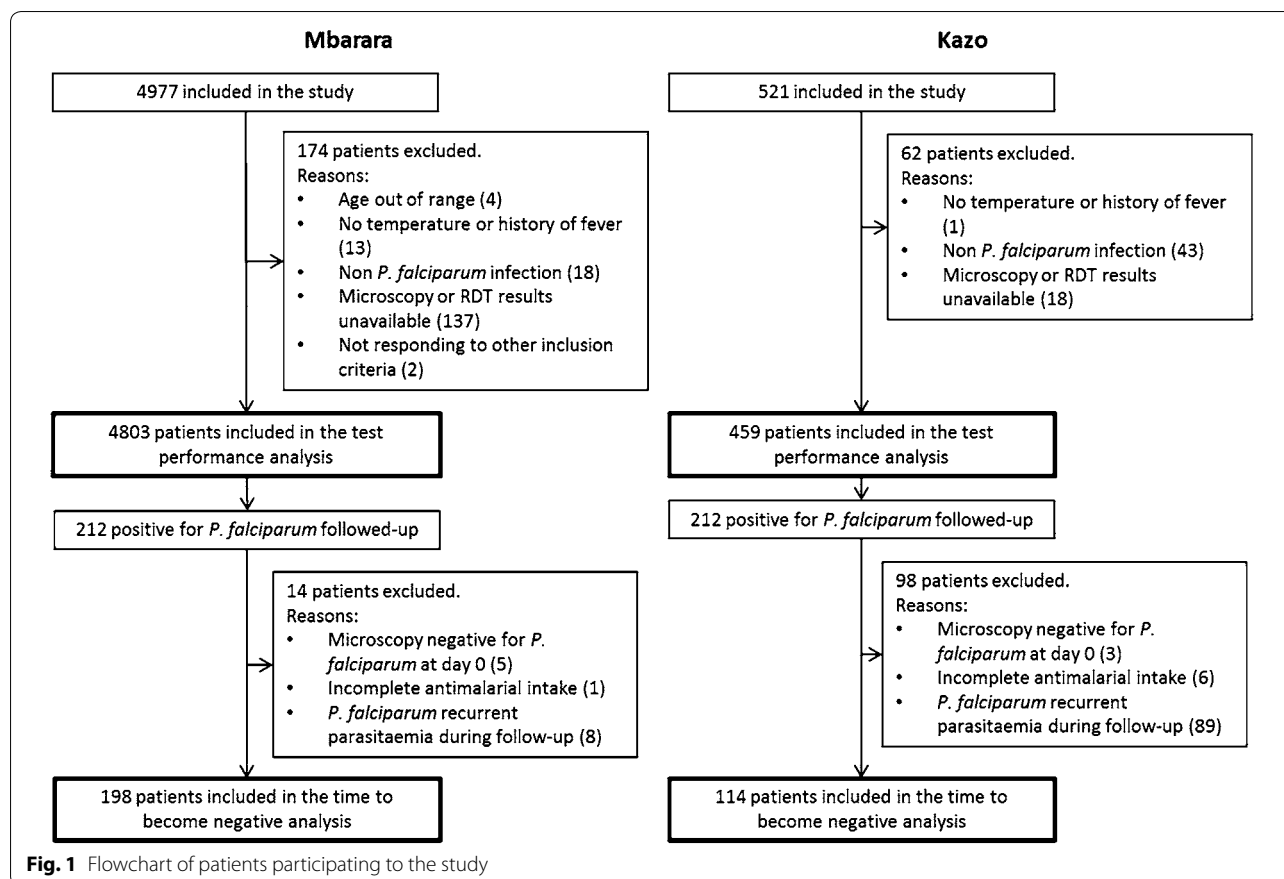 Mbarara
4977 included in the study
174 patients excluded.
Reasons:
• Age out of range (4)
• No temperature or history of fever
(13)
• Non P. falciparum infection (18)
• Microscopy or RDT results
unavailable (137)
• Not responding to other inclusion
criteria (2)
4803 patients included in the test
performance analysis
212 positive for P. falciparum followed-up
14 patients excluded.
Reasons:
• Microscopy negative for P.
falciparum at day 0 (5)
• Incomplete antimalarial intake (1)
• P. falciparum recurrent
parasitaemia during follow-up (8)
198 patients included in the time to
become negative analysis
Kazo
521 included in the study
62 patients excluded.
Reasons:
• No temperature or history of fever
(1)
• Non P. falciparum infection (43)
• Microscopy or RDT results
unavailable (18)
459 patients included in the test
performance analysis
212 positive for P. falciparum followed-up
98 patients excluded.
Reasons:
• Microscopy negative for P.
falciparum at day 0 (3)
• Incomplete antimalarial intake (6)
• P. falciparum recurrent
parasitaemia during follow-up (89)
114 patients included in the time to
become negative analysis
Fig. 1 Flowchart of patients participating to the study